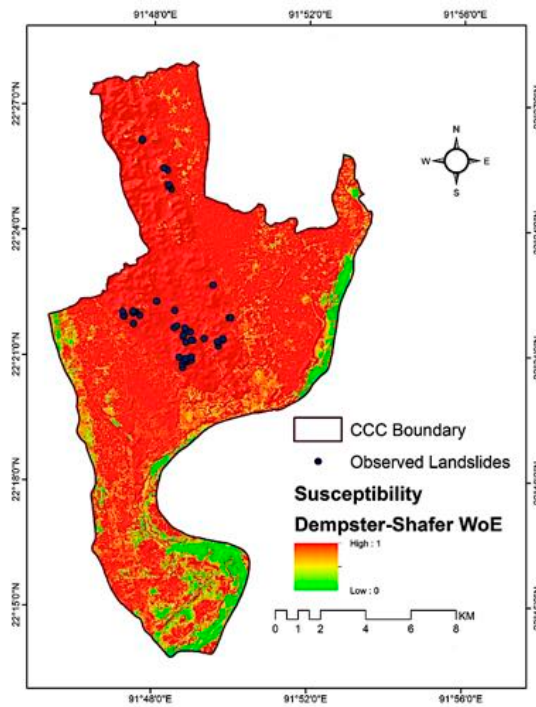 91°48'0"E 91°52'0"E 91°56'0"E
22°27'0"N
22°24'0"N
22°21'0"N
22°18'0"N
22°15'0"N
N
W E
S
CCC Boundary
Observed Landslides
Susceptibility
Dempster-Shafer WoE
High : 1
Low : 0
KM
0 1 2 4 6 8
91°48'0"E 91°52'0"E 91°56'0"E